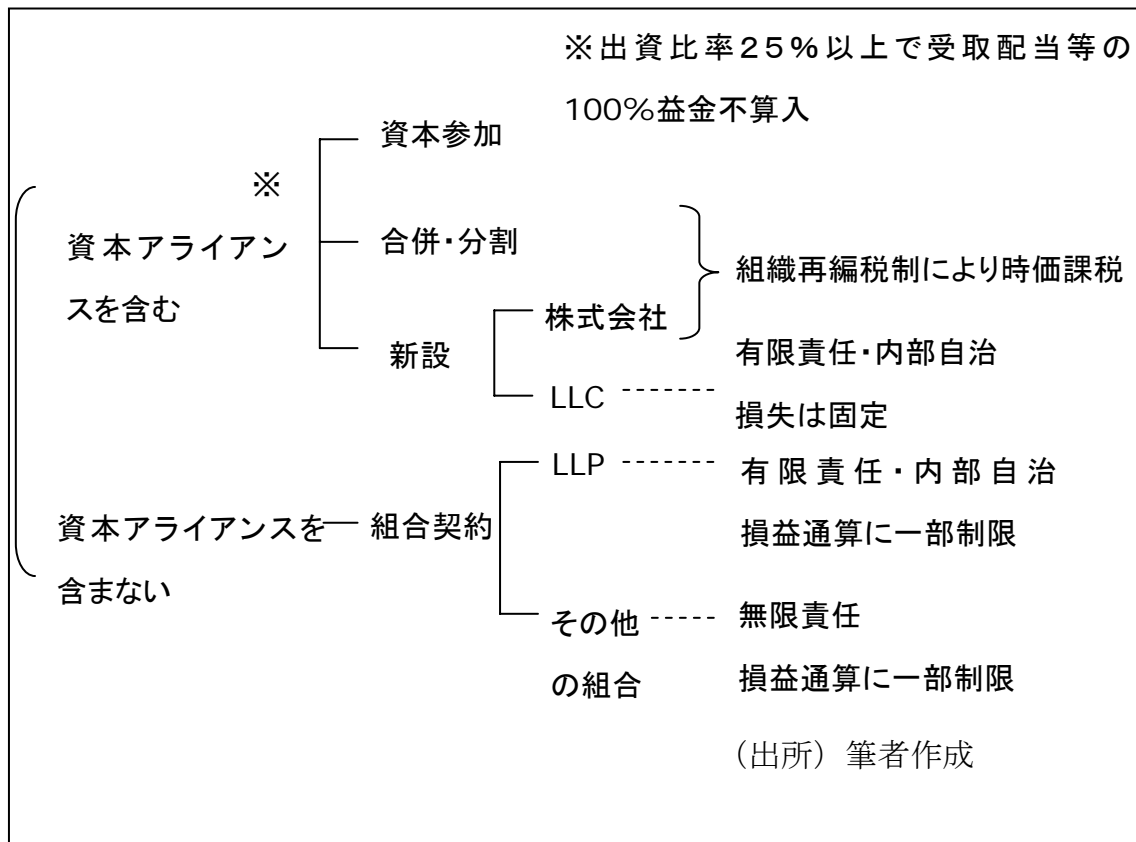 ※出資比率25%以上で受取配当等の
100%益金不算入
資本参加
※
合併・分割
資本アライアン
スを含む
組織再編税制により時価課税
株式会社
新設
有限責任・内部自治
LLC
損失は固定
LLP
有限責任・内部自治
資本アライアンスを
含まない
組合契約
損益通算に一部制限
その他
の組合
無限責任
損益通算に一部制限
(出所)筆者作成